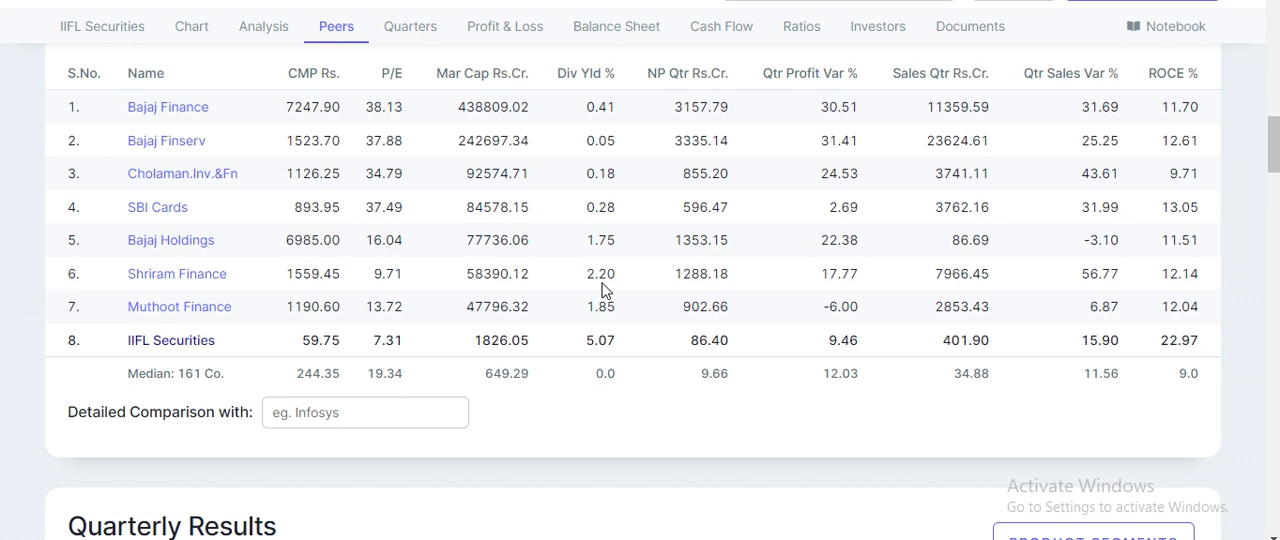 IIFL Securities Chart Analysis Peers Quarters Profit & Loss Balance Sheet Cash Flow Ratios Investors Documents Notebook
S.No. Name CMP Rs. P/E Mar Cap Rs.Cr. Div Yld % NP Qtr Rs.Cr. Qtr Profit Var % Sales Qtr Rs.Cr. Qtr Sales Var % ROCE %
1. Bajaj Finance 7247.90 38.13 438809.02 0.41 3157.79 30.51 11359.59 31.69 11.70
2. Bajaj Finserv 1523.70 37.88 242697.34 0.05 3335.14 31.41 23624.61 25.25 12.61
3. Cholaman.Inv.&Fn 1126.25 34.79 92574.71 0.18 855.20 24.53 3741.11 43.61 9.71
4. SBI Cards 893.95 37.49 84578.15 0.28 596.47 2.69 3762.16 31.99 13.05
5. Bajaj Holdings 6985.00 16.04 77736.06 1.75 1353.15 22.38 86.69 -3.10 11.51
6. Shriram Finance 1559.45 9.71 58390.12 2.20 1288.18 17.77 7966.45 56.77 12.14
7. Muthoot Finance 1190.60 13.72 47796.32 1.85 902.66 -6.00 2853.43 6.87 12.04
8. IIFL Securities 59.75 7.31 1826.05 5.07 86.40 9.46 401.90 15.90 22.97
Median: 161 Co. 244.35 19.34 649.29 0.0 9.66 12.03 34.88 11.56 9.0
Detailed Comparison with: eg. Infosys
Activate Windows
Go to Settings to activate Windows.
Quarterly Results
PRODUCT SEGMENTS